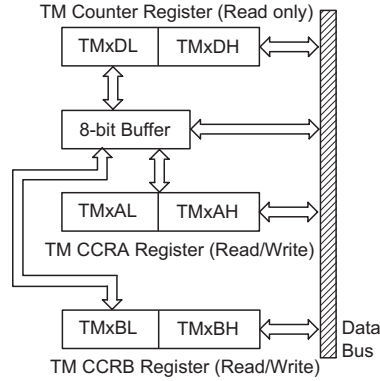 TM Counter Register (Read only)
TMxDL TMxDH
8-bit Buffer
TMxAL TMxAH
TM CCRA Register (Read/Write)
TMxBL TMxBH
Data
Bus
TM CCRB Register (Read/Write)